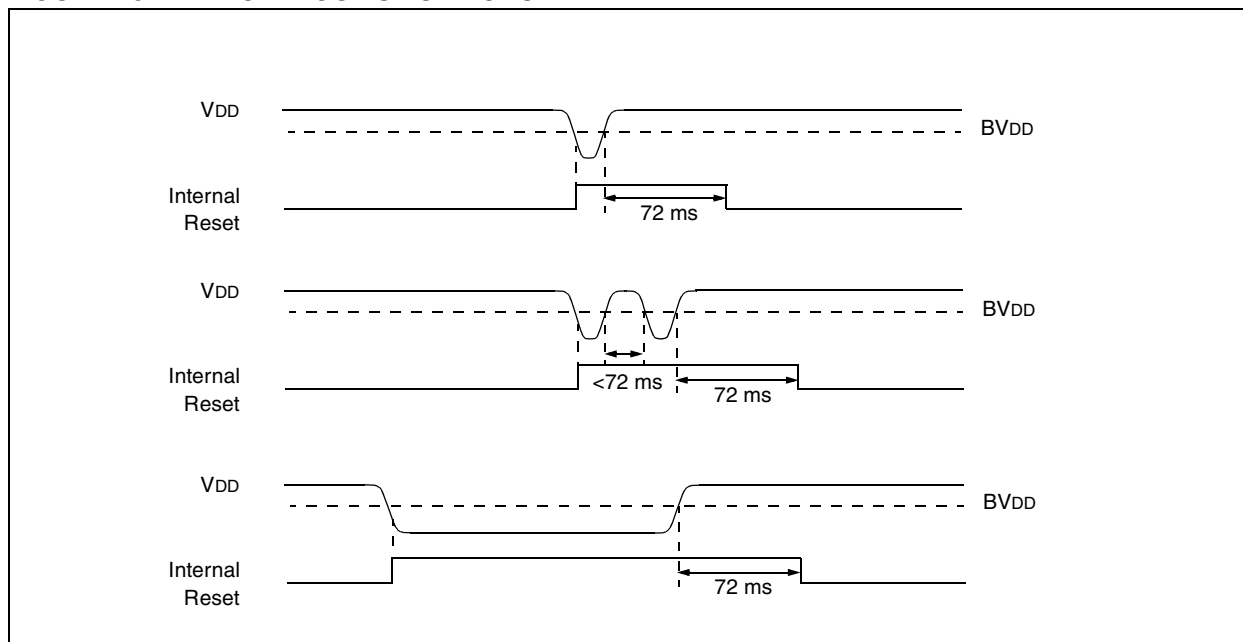 VDD
BVDD
Internal
Reset
72 ms
VDD
BVDD
Internal
Reset
<72 ms
72 ms
VDD
BVDD
Internal
Reset
72 ms